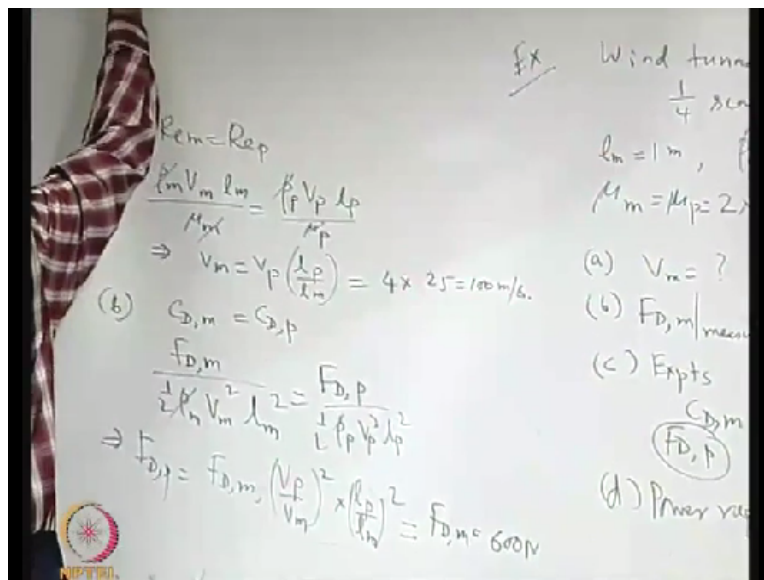 Rem = Rep
ρm Vm lm / μm = ρp Vp lp / μp
⇒ Vm = Vp (lp/lm) = 4 x 25 = 100 m/s.
(b) CD,m = CD,p
FD,m / ½ ρm Vm² lm² = FD,p / ½ ρp Vp² lp²
⇒ FD,p = FD,m, (Vp/Vm)² x (lp/lm)² = FD,m = 600N
Ex Wind tunn
1/4 sca
lm = 1m,
μm = μp = 2
(a) Vm = ?
(b) FD,m| measu
(c) Expts
CD,m
FD,p
(d) Power
NPTEL